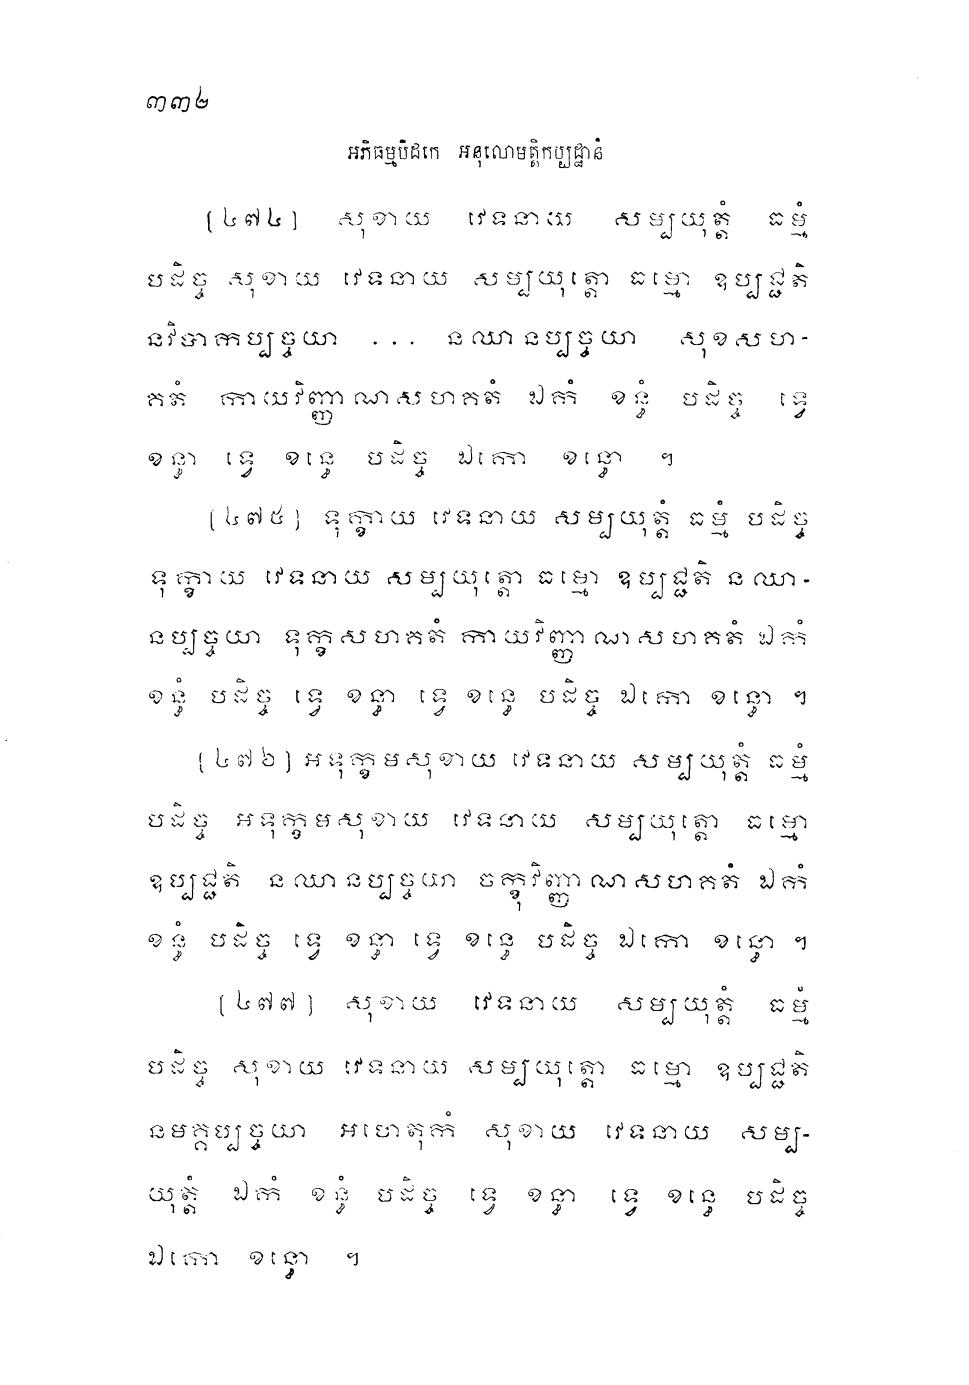 ៣៣២
អភិធម្មបិដកេ អនុលោមត្តិកប្បដ្ឋានំ
[៤៧៤] សុខាយ វេទនាយ សម្បយុត្តំ ធម្មំ
បដិច្ច សុខាយ វេទនាយ សម្បយុត្តោ ធម្មោ ឧប្បជ្ជតិ
នវិបាកប្បច្ចយា ... នឈានប្បច្ចយា សុខសហ-
គតំ កាយវិញ្ញាណសហគតំ ឯកំ ខន្ធំ បដិច្ច ទ្វេ
ខន្ធា ទ្វេ ខន្ធេ បដិច្ច ឯកោ ខន្ធោ ។
[៤៧៥] ទុក្ខាយ វេទនាយ សម្បយុត្តំ ធម្មំ បដិច្ច
ទុក្ខាយ វេទនាយ សម្បយុត្តោ ធម្មោ ឧប្បជ្ជតិ នឈា-
នប្បច្ចយា ទុក្ខសហគតំ កាយវិញ្ញាណសហគតំ ឯកំ
ខន្ធំ បដិច្ច ទ្វេ ខន្ធា ទ្វេ ខន្ធេ បដិច្ច ឯកោ ខន្ធោ ។
[៤៧៦] អទុក្ខមសុខាយ វេទនាយ សម្បយុត្តំ ធម្មំ
បដិច្ច អទុក្ខមសុខាយ វេទនាយ សម្បយុត្តោ ធម្មោ
ឧប្បជ្ជតិ នឈានប្បច្ចយា ចក្ខុវិញ្ញាណសហគតំ ឯកំ
ខន្ធំ បដិច្ច ទ្វេ ខន្ធា ទ្វេ ខន្ធេ បដិច្ច ឯកោ ខន្ធោ ។
[៤៧៧] សុខាយ វេទនាយ សម្បយុត្តំ ធម្មំ
បដិច្ច សុខាយ វេទនាយ សម្បយុត្តោ ធម្មោ ឧប្បជ្ជតិ
នមគ្គប្បច្ចយា អហេតុកំ សុខាយ វេទនាយ សម្ប-
យុត្តំ ឯកំ ខន្ធំ បដិច្ច ទ្វេ ខន្ធា ទ្វេ ខន្ធេ បដិច្ច
ឯកោ ខន្ធោ ។